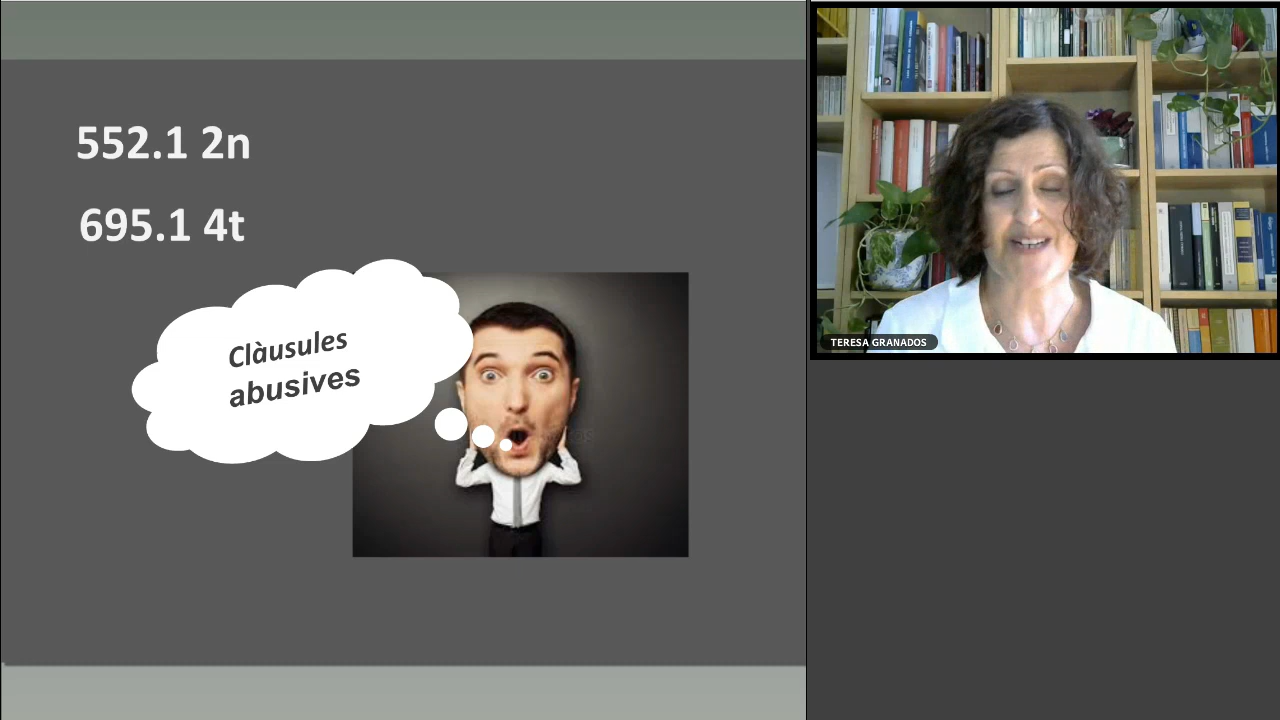 552.1 2n
695.1 4t
Clàusules
abusives
TERESA GRANADOS